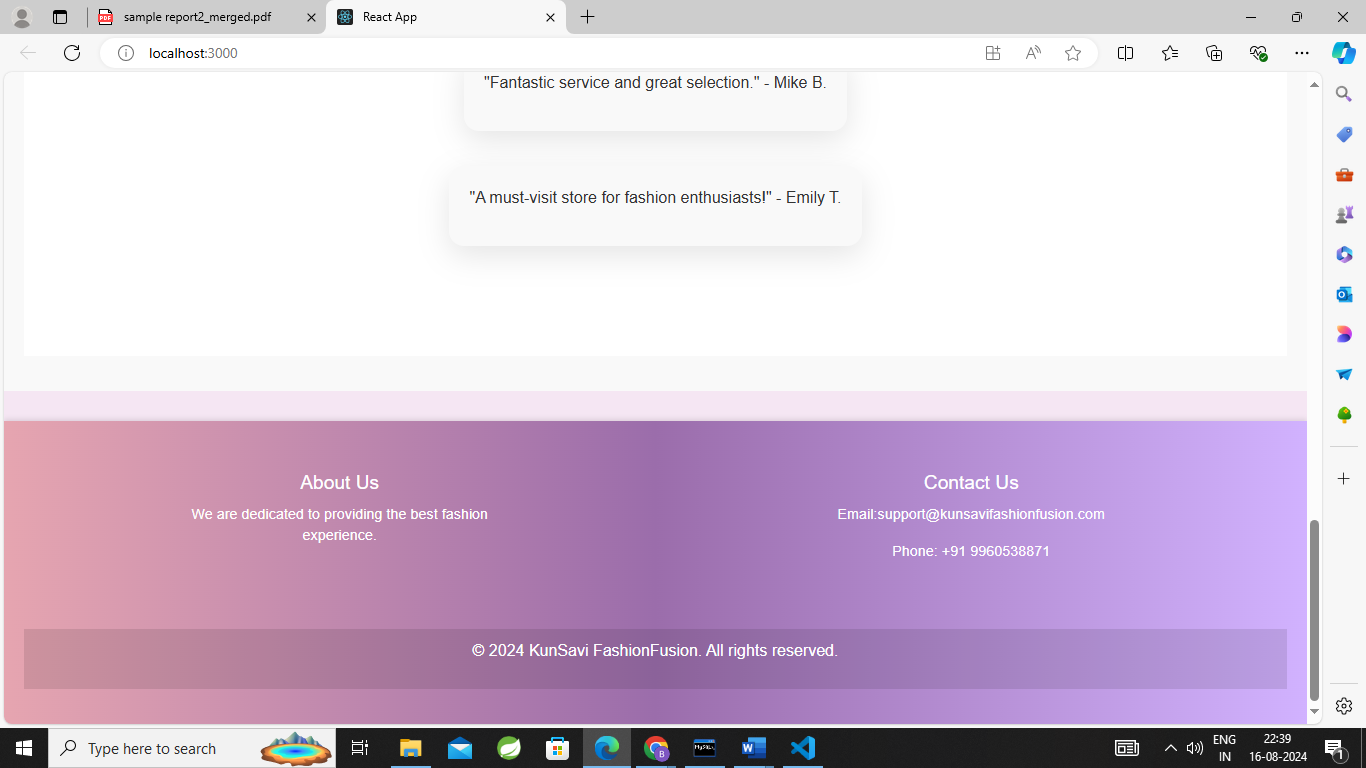 sample report2_merged.pdf
React App
localhost:3000
"Fantastic service and great selection." - Mike B.
"A must-visit store for fashion enthusiasts!" - Emily T.
About Us
We are dedicated to providing the best fashion
experience.
Contact Us
Email:support@kunsavifashionfusion.com
Phone: +91 9960538871
© 2024 KunSavi FashionFusion. All rights reserved.
Type here to search
ENG
IN
22:39
16-08-2024
1